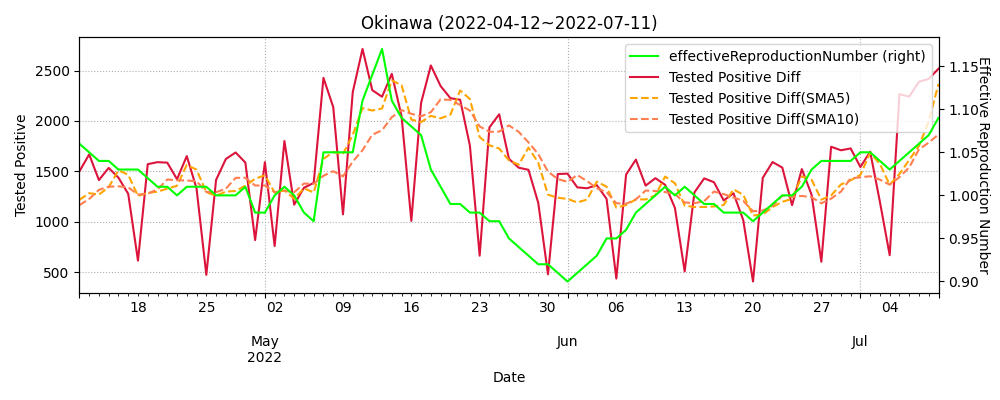 Okinawa (2022-04-12~2022-07-11)
effectiveReproductionNumber (right)
Tested Positive Diff
Tested Positive Diff(SMA5)
Tested Positive Diff(SMA10)
Tested Positive
2500
2000
1500
1000
500
1.15
1.10
1.05
1.00
0.95
0.90
Effective Reproduction Number
18 25 02 09 16 23 30 06 13 20 27 04
May Jun Jul
2022
Date